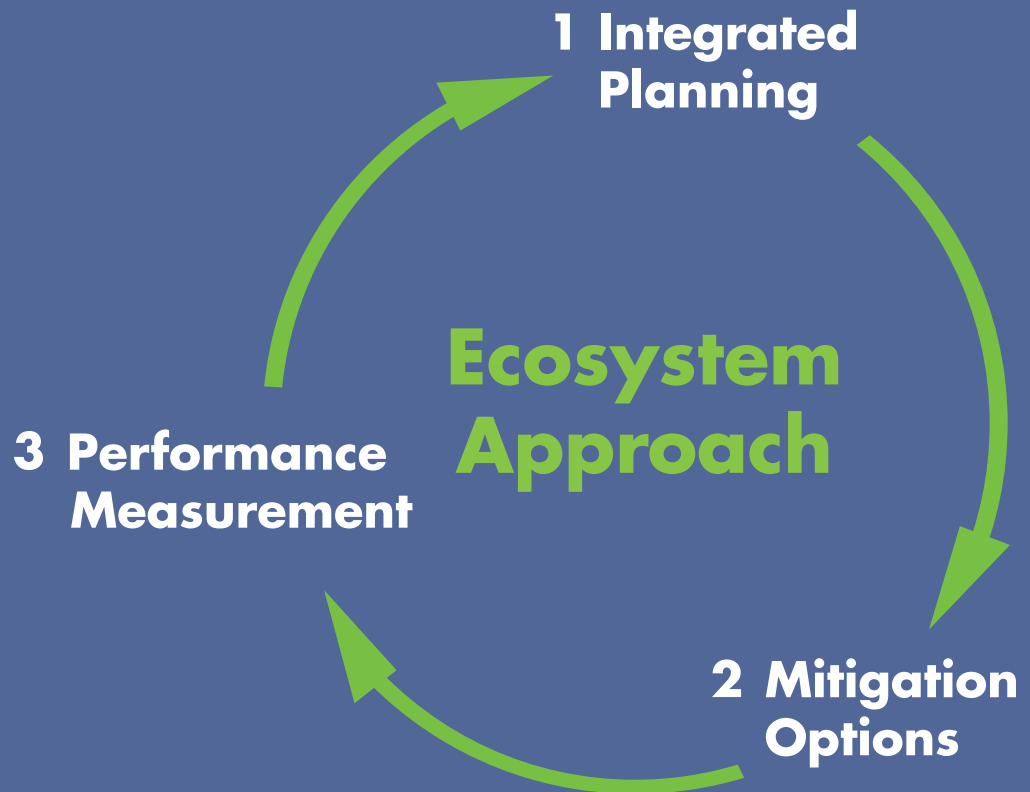 1 Integrated
Planning
Ecosystem
Approach
3 Performance
Measurement
2 Mitigation
Options